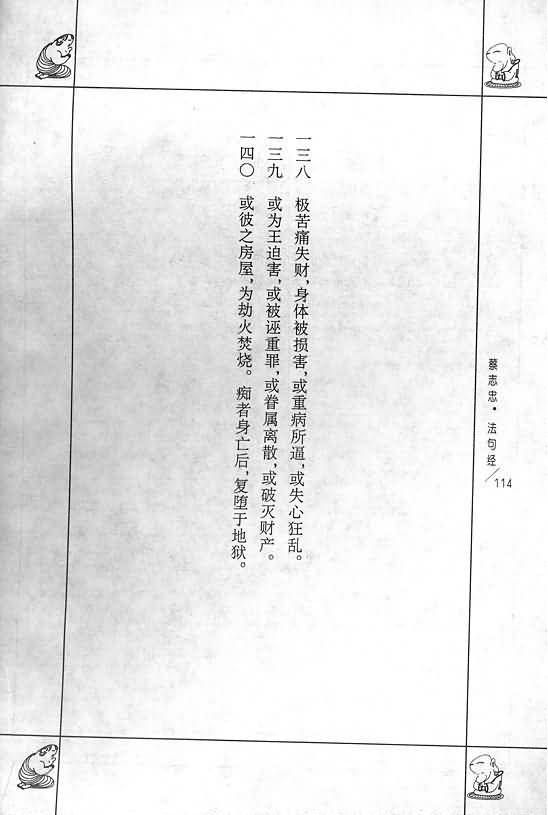 一三八 极苦痛失财，身体被损害，或重病所逼，或失心狂乱。
一三九 或为王迫害，或被诬重罪，或眷属离散，或破灭财产。
一四〇 或彼之房屋，为劫火焚烧。痴者身亡后，复堕于地狱。
蔡志忠·法句经/114